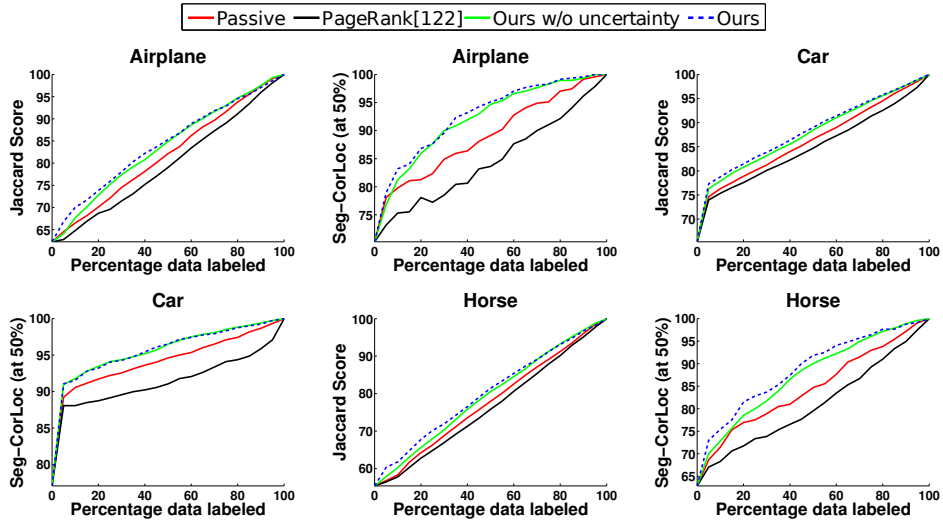 Passive PageRank[122] Ours w/o uncertainty Ours
Airplane
Jaccard Score
100
95
90
85
80
75
70
65
0 20 40 60 80 100
Percentage data labeled
Airplane
Seg-CorLoc (at 50%)
100
95
90
85
80
75
0 20 40 60 80 100
Percentage data labeled
Car
Jaccard Score
100
95
90
85
80
75
70
0 20 40 60 80 100
Percentage data labeled
Car
Seg-CorLoc (at 50%)
100
95
90
85
80
0 20 40 60 80 100
Percentage data labeled
Horse
Jaccard Score
100
90
80
70
60
0 20 40 60 80 100
Percentage data labeled
Horse
Seg-CorLoc (at 50%)
100
95
90
85
80
75
70
65
0 20 40 60 80 100
Percentage data labeled